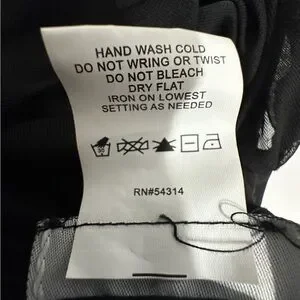 HAND WASH COLD
DO NOT WRING OR TWIST
DO NOT BLEACH
DRY FLAT
IRON ON LOWEST
SETTING AS NEEDED
RN#54314